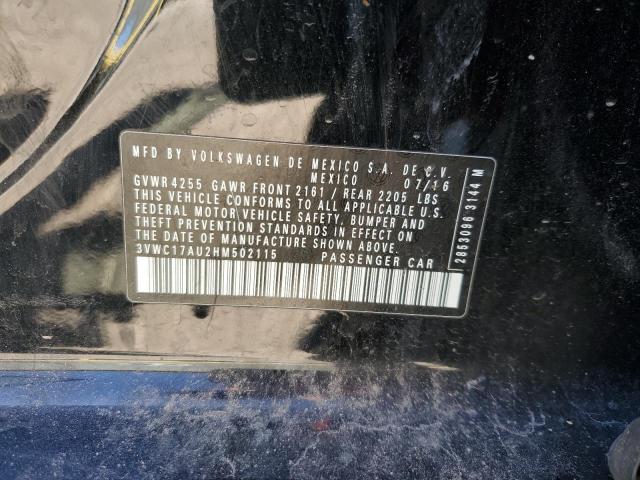 MFD BY VOLKSWAGEN DE MEXICO S.A. DE C.V.
MEXICO 07/16
GVWR 4255 GAWR FRONT 2161 / REAR 2205 LBS
THIS VEHICLE CONFORMS TO ALL APPLICABLE U.S.
FEDERAL MOTOR VEHICLE SAFETY, BUMPER AND
THEFT PREVENTION STANDARDS IN EFFECT ON
THE DATE OF MANUFACTURE SHOWN ABOVE.
3VWC17AU2HM502115 PASSENGER CAR
2853096 3144 M